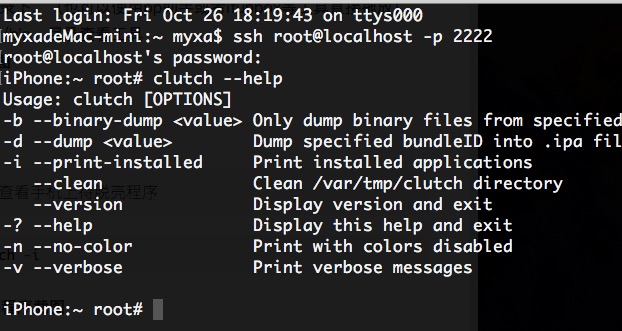 Last login: Fri Oct 26 18:19:43 on ttys000
myxadeMac-mini:~ myxa$ ssh root@localhost -p 2222
root@localhost's password:
iPhone:~ root# clutch --help
Usage: clutch [OPTIONS]
-b --binary-dump <value> Only dump binary files from specified
-d --dump <value>        Dump specified bundleID into .ipa fil
-i --print-installed     Print installed applications
   --clean               Clean /var/tmp/clutch directory
   --version             Display version and exit
-? --help                Display this help and exit
-n --no-color            Print with colors disabled
-v --verbose             Print verbose messages
iPhone:~ root#